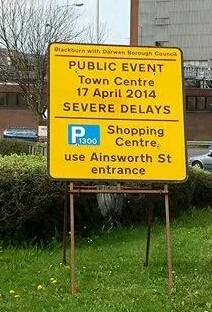 Blackburn with Darwen Borough Council
PUBLIC EVENT
Town Centre
17 April 2014
SEVERE DELAYS
P 1300 Shopping
Centre,
use Ainsworth St
entrance